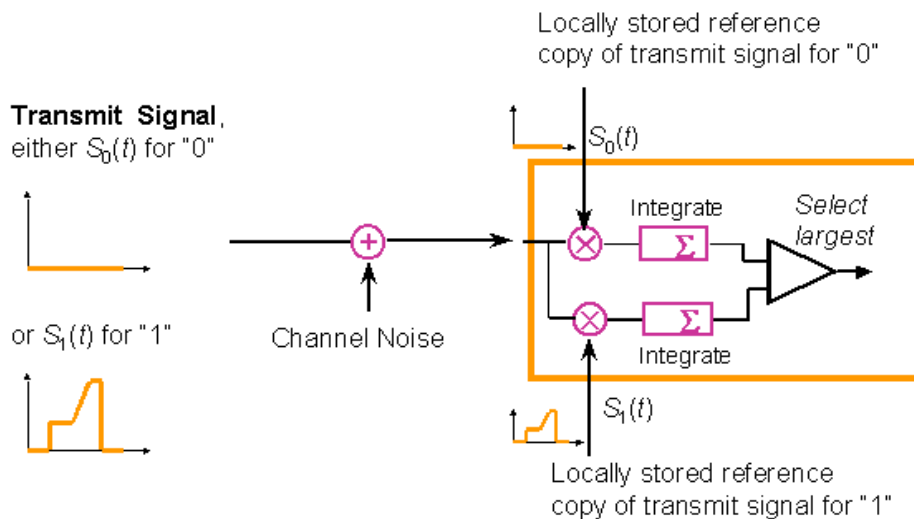 Locally stored reference
copy of transmit signal for "0"
Transmit Signal,
either S₀(t) for "0"
S₀(t)
Integrate
Select
largest
Σ
+
×
Channel Noise
or S₁(t) for "1"
×
Σ
Integrate
S₁(t)
Locally stored reference
copy of transmit signal for "1"